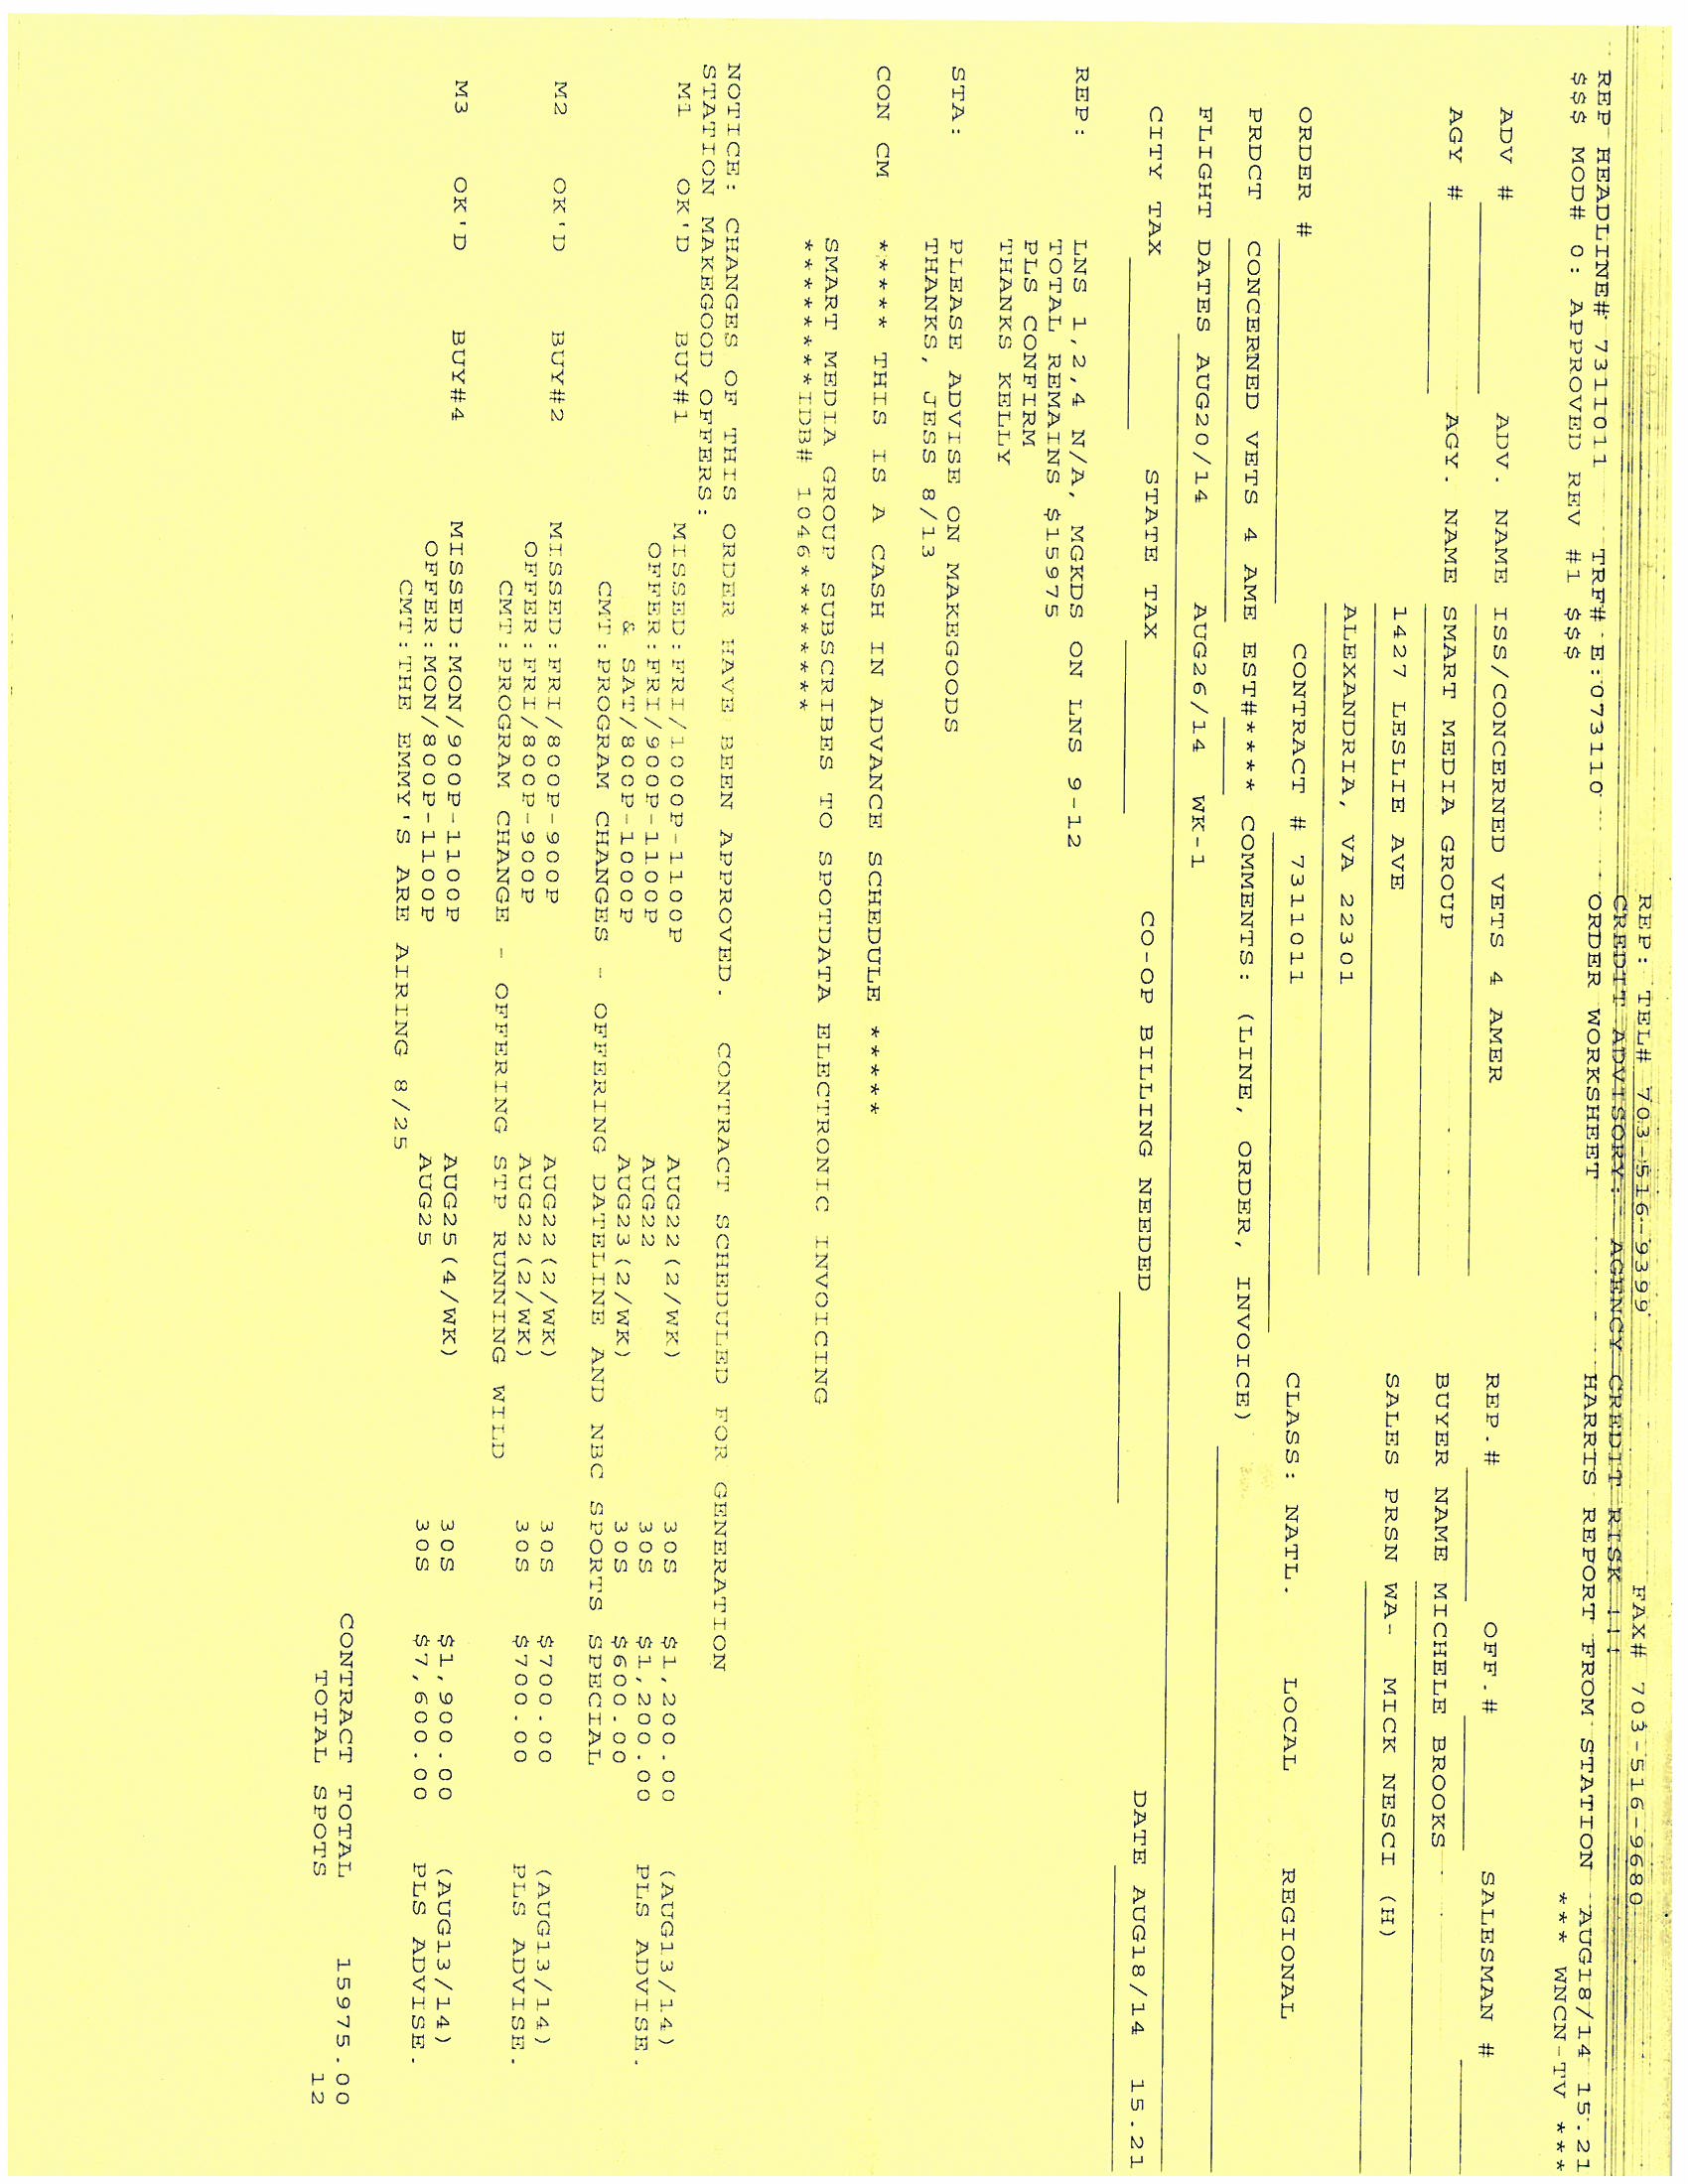 REP: TEL# 703-516-9399 FAX# 703-516-9680
CREDIT ADVISORY: AGENCY CREDIT RISK !!!
REP HEADLINE# 7311011 TRF# E:073110 ORDER WORKSHEET HARRIS REPORT FROM STATION AUG18/14 15.21
$$$ MOD# 0: APPROVED REV #1 $$$ *** WNCN-TV ***
ADV # ADV. NAME ISS/CONCERNED VETS 4 AMER REP.# OFF.# SALESMAN #
AGY # AGY. NAME SMART MEDIA GROUP BUYER NAME MICHELE BROOKS
1427 LESLIE AVE SALES PRSN WA- MICK NESCI (H)
ALEXANDRIA, VA 22301
ORDER # CONTRACT # 7311011 CLASS: NATL. LOCAL REGIONAL
PRDCT CONCERNED VETS 4 AME EST#**** COMMENTS: (LINE, ORDER, INVOICE)
FLIGHT DATES AUG20/14 AUG26/14 WK-1
CITY TAX STATE TAX CO-OP BILLING NEEDED DATE AUG18/14 15.21
REP: LNS 1,2,4 N/A, MGKDS ON LNS 9-12
TOTAL REMAINS $15975
PLS CONFIRM
THANKS KELLY
STA: PLEASE ADVISE ON MAKEGOODS
THANKS, JESS 8/13
CON CM ***** THIS IS A CASH IN ADVANCE SCHEDULE *****
SMART MEDIA GROUP SUBSCRIBES TO SPOTDATA ELECTRONIC INVOICING
*********IDB# 1046*********
NOTICE: CHANGES OF THIS ORDER HAVE BEEN APPROVED. CONTRACT SCHEDULED FOR GENERATION
STATION MAKEGOOD OFFERS:
M1 OK'D BUY#1 MISSED:FRI/1000P-1100P AUG22(2/WK) 30S $1,200.00 (AUG13/14)
OFFER:FRI/900P-1100P AUG22 30S $1,200.00 PLS ADVISE.
& SAT/800P-1000P AUG23(2/WK) 30S $600.00
CMT:PROGRAM CHANGES - OFFERING DATELINE AND NBC SPORTS SPECIAL
M2 OK'D BUY#2 MISSED:FRI/800P-900P AUG22(2/WK) 30S $700.00 (AUG13/14)
OFFER:FRI/800P-900P AUG22(2/WK) 30S $700.00 PLS ADVISE.
CMT:PROGRAM CHANGE - OFFERING STP RUNNING WILD
M3 OK'D BUY#4 MISSED:MON/900P-1100P AUG25(4/WK) 30S $1,900.00 (AUG13/14)
OFFER:MON/800P-1100P AUG25 30S $7,600.00 PLS ADVISE.
CMT:THE EMMY'S ARE AIRING 8/25
CONTRACT TOTAL 15975.00
TOTAL SPOTS 12